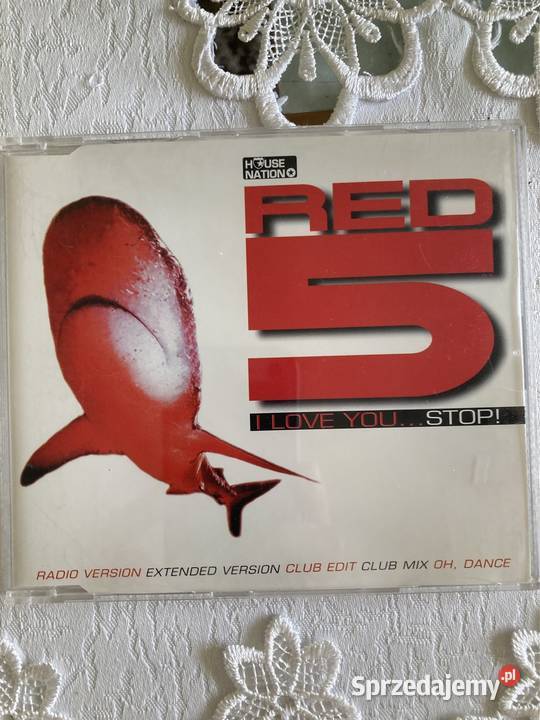 HOUSE
NATION
RED
5
I LOVE YOU...STOP!
RADIO VERSION EXTENDED VERSION CLUB EDIT CLUB MIX OH, DANCE
Sprzedajemy.pl